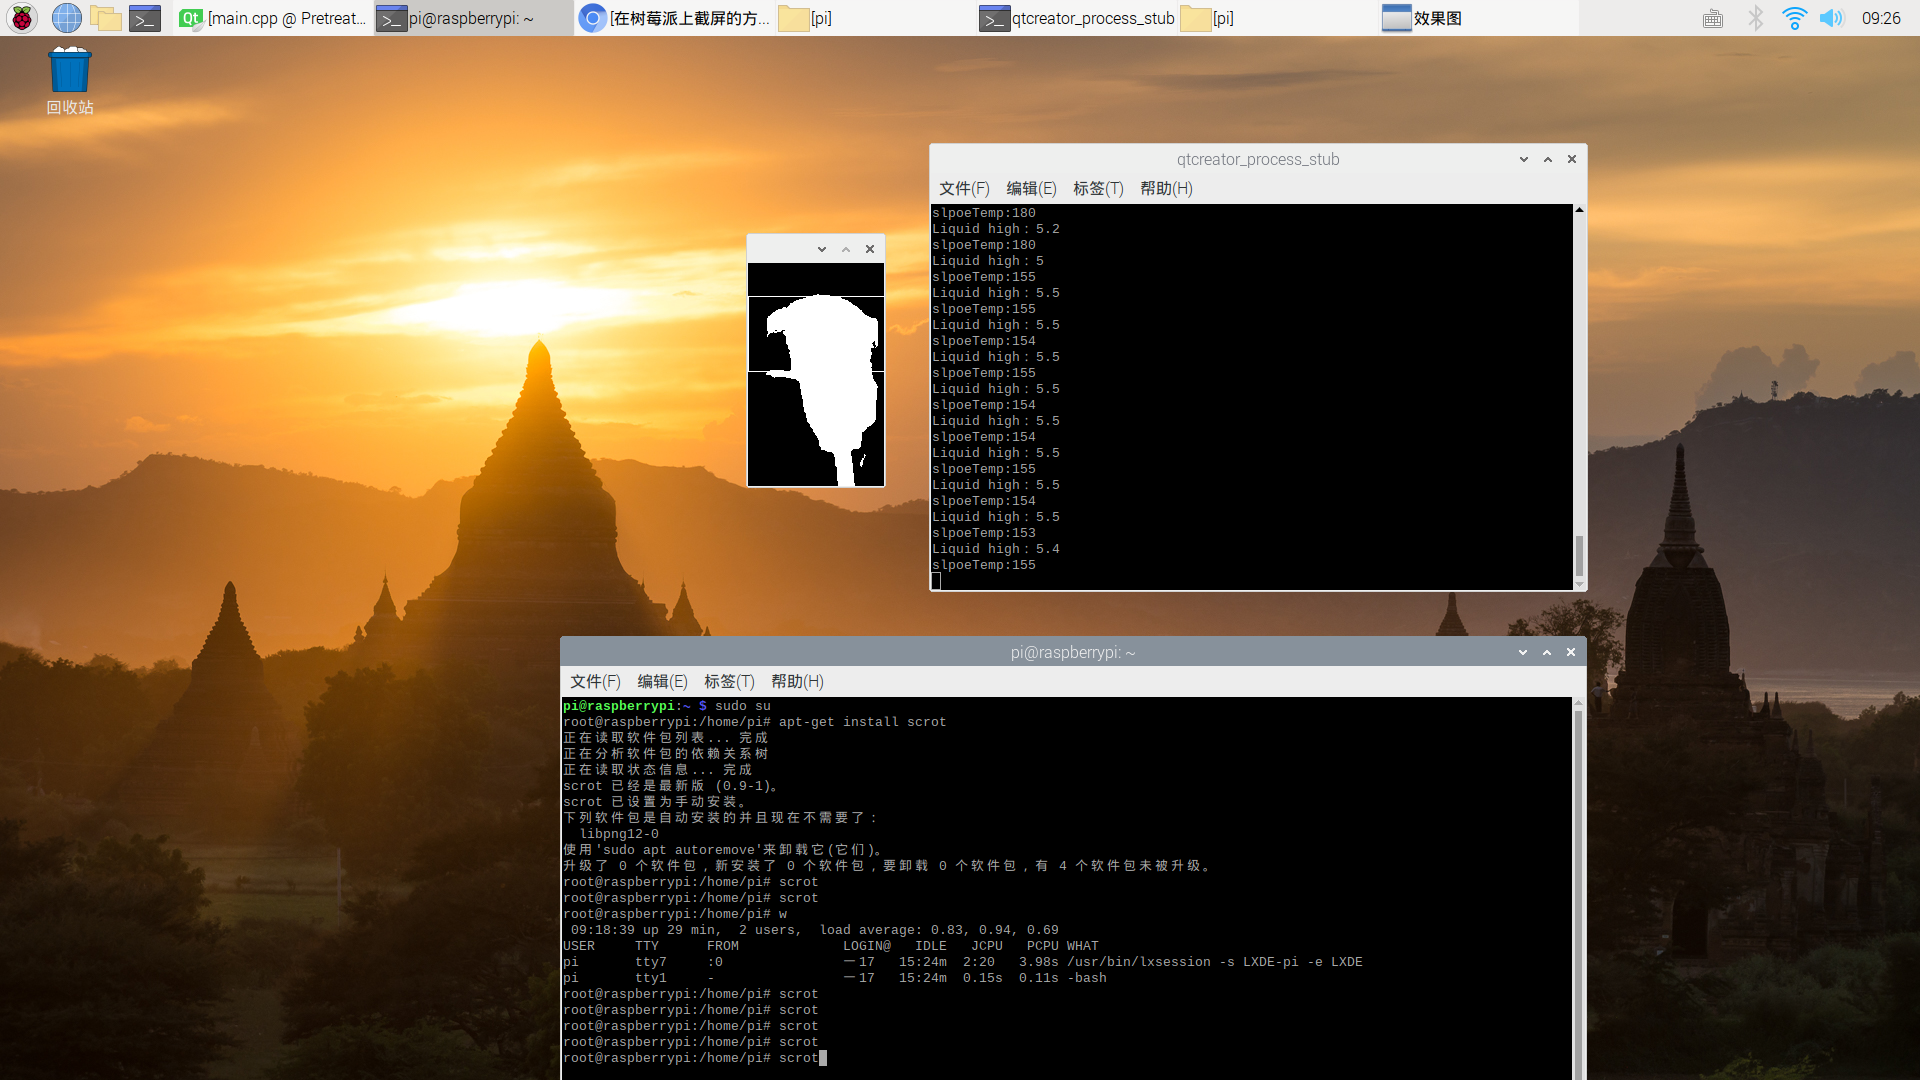 [main.cpp @ Pretreat...
pi@raspberrypi: ~
[在树莓派上截屏的方...
[pi]
qtcreator_process_stub
[pi]
效果图
09:26
回收站
qtcreator_process_stub
文件(F) 编辑(E) 标签(T) 帮助(H)
slpoeTemp:180
Liquid high：5.2
slpoeTemp:180
Liquid high：5
slpoeTemp:155
Liquid high：5.5
slpoeTemp:155
Liquid high：5.5
slpoeTemp:154
Liquid high：5.5
slpoeTemp:155
Liquid high：5.5
slpoeTemp:154
Liquid high：5.5
slpoeTemp:154
Liquid high：5.5
slpoeTemp:155
Liquid high：5.5
slpoeTemp:154
Liquid high：5.5
slpoeTemp:153
Liquid high：5.4
slpoeTemp:155
pi@raspberrypi: ~
文件(F) 编辑(E) 标签(T) 帮助(H)
pi@raspberrypi:~ $ sudo su
root@raspberrypi:/home/pi# apt-get install scrot
正在读取软件包列表... 完成
正在分析软件包的依赖关系树
正在读取状态信息... 完成
scrot 已经是最新版 (0.9-1)。
scrot 已设置为手动安装。
下列软件包是自动安装的并且现在不需要了：
libpng12-0
使用'sudo apt autoremove'来卸载它(它们)。
升级了 0 个软件包，新安装了 0 个软件包，要卸载 0 个软件包，有 4 个软件包未被升级。
root@raspberrypi:/home/pi# scrot
root@raspberrypi:/home/pi# scrot
root@raspberrypi:/home/pi# w
09:18:39 up 29 min, 2 users, load average: 0.83, 0.94, 0.69
USER TTY FROM LOGIN@ IDLE JCPU PCPU WHAT
pi tty7 :0 一17 15:24m 2:20 3.98s /usr/bin/lxsession -s LXDE-pi -e LXDE
pi tty1 - 一17 15:24m 0.15s 0.11s -bash
root@raspberrypi:/home/pi# scrot
root@raspberrypi:/home/pi# scrot
root@raspberrypi:/home/pi# scrot
root@raspberrypi:/home/pi# scrot
root@raspberrypi:/home/pi# scrot